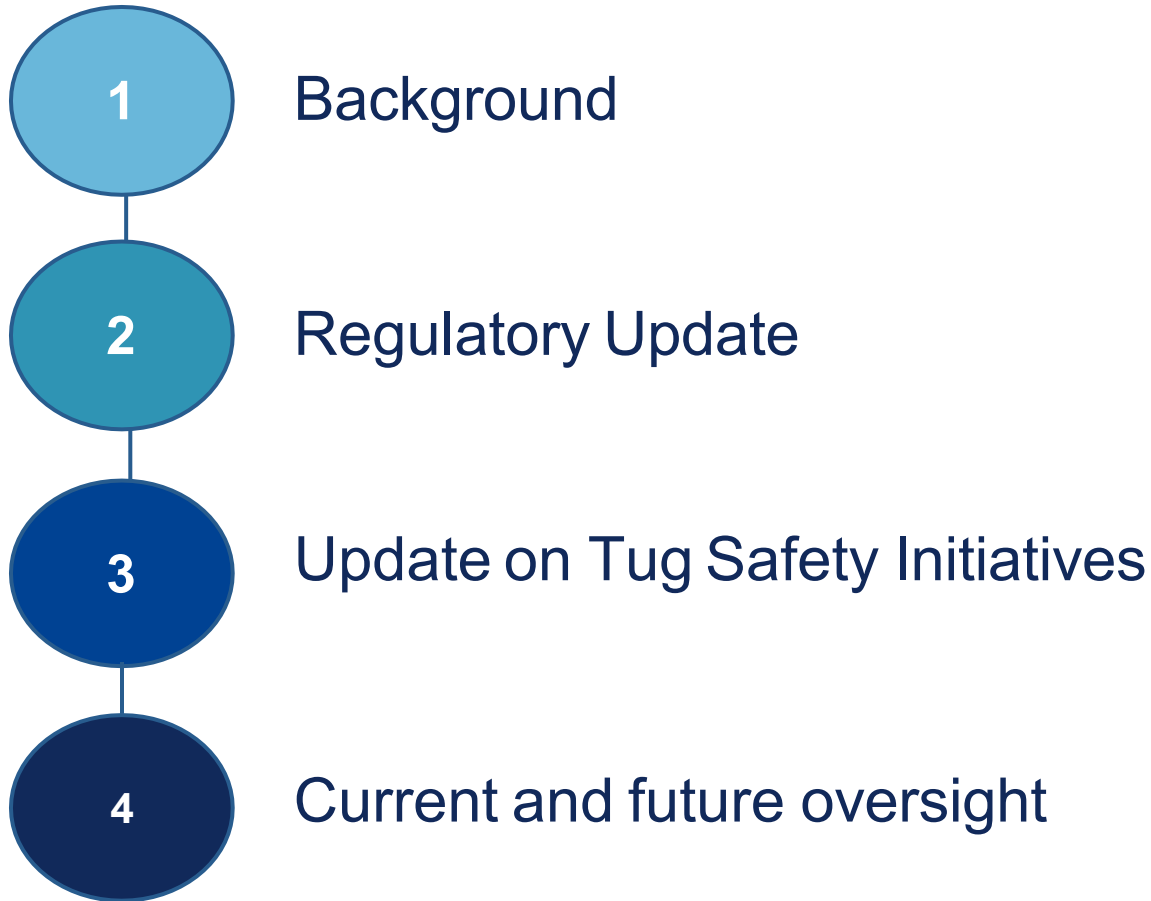 1
Background
2
Regulatory Update
3
Update on Tug Safety Initiatives
4
Current and future oversight